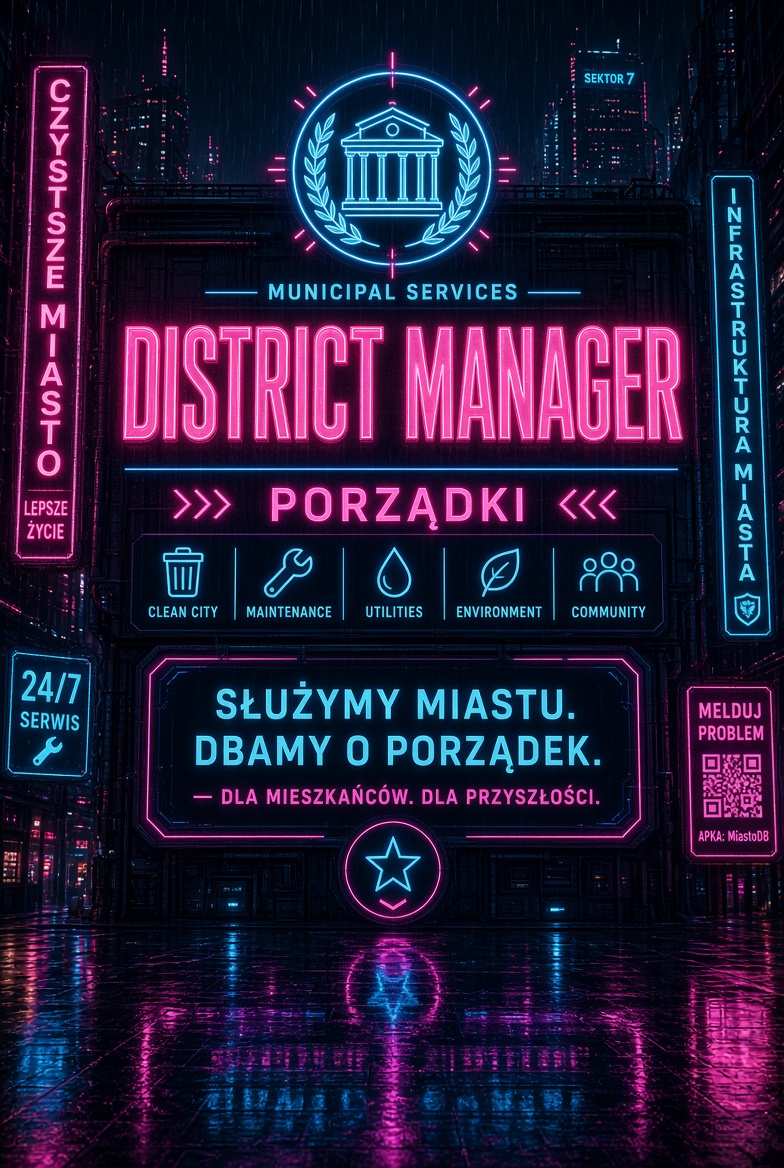 SEKTOR 7
CZYSTSZE MIASTO
LEPSZE
ŻYCIE
INFRASTRUKTURA MIASTA
MUNICIPAL SERVICES
DISTRICT MANAGER
>>> PORZĄDKI <<<
CLEAN CITY
MAINTENANCE
UTILITIES
ENVIRONMENT
COMMUNITY
24/7
SERWIS
SŁUŻYMY MIASTU.
DBAMY O PORZĄDEK.
— DLA MIESZKAŃCÓW. DLA PRZYSZŁOŚCI.
MELDUJ
PROBLEM
APKA: MiastoDB